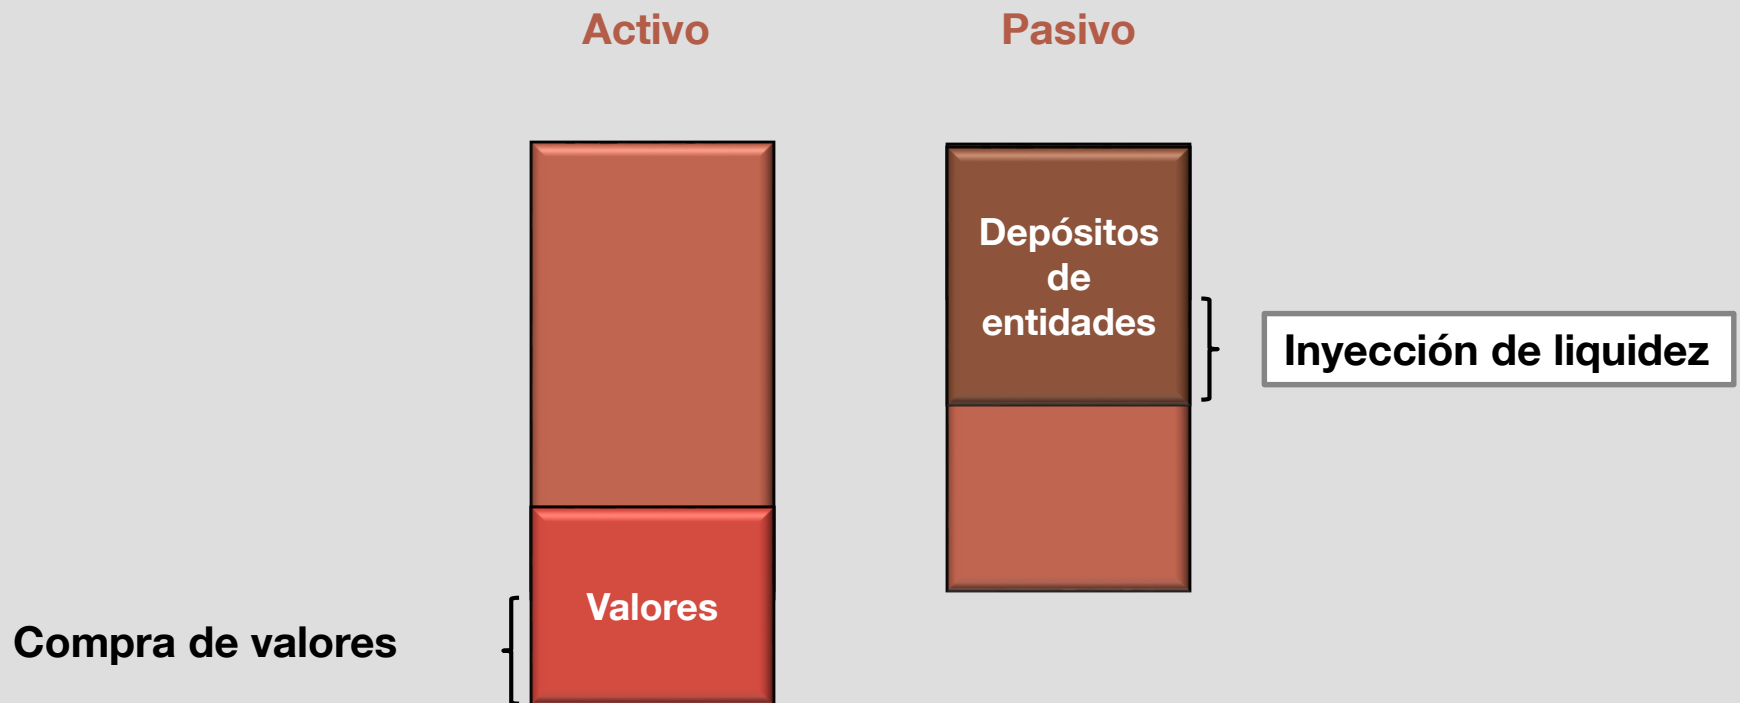 Activo
Pasivo
Depósitos
de
entidades
Inyección de liquidez
Valores
Compra de valores